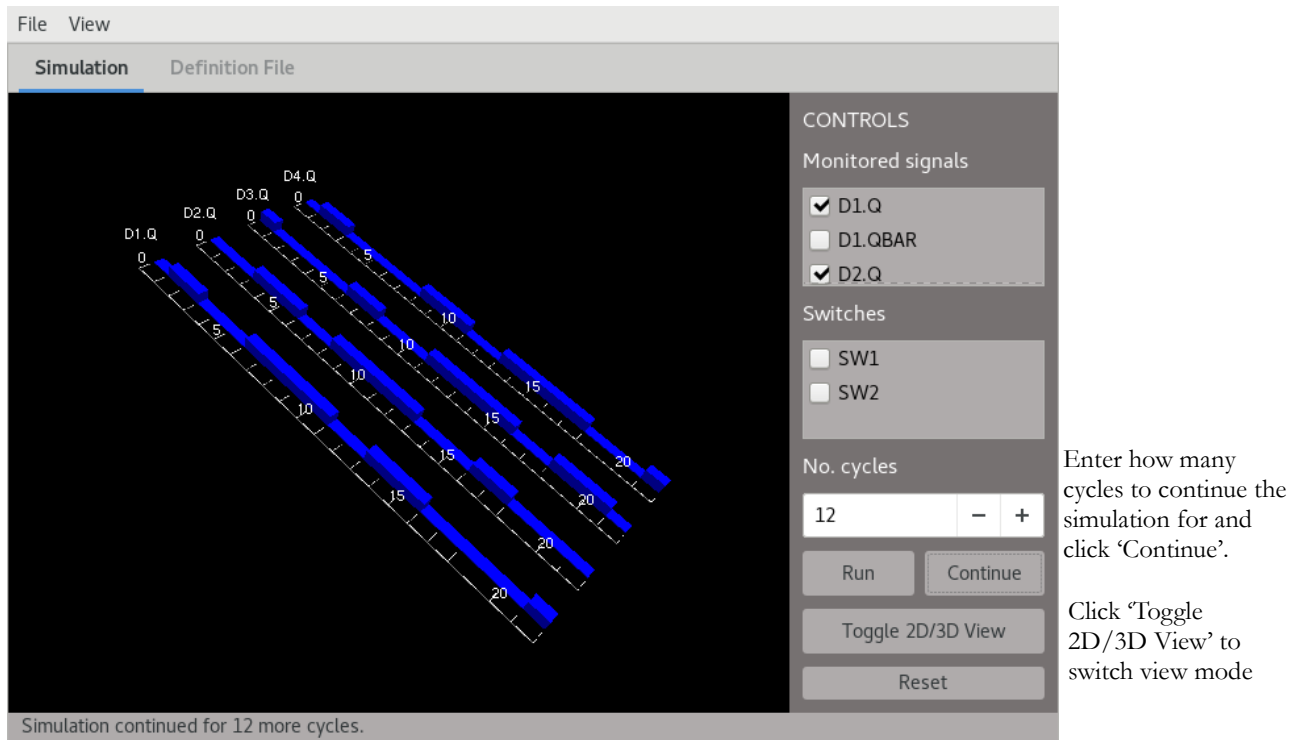 File View
Simulation Definition File
D1.Q
0
5
10
15
20
D2.Q
0
5
10
15
20
D3.Q
0
5
10
15
20
D4.Q
0
5
10
15
20
CONTROLS
Monitored signals
D1.Q
D1.QBAR
D2.Q
Switches
SW1
SW2
No. cycles
12 − +
Run Continue
Toggle 2D/3D View
Reset
Simulation continued for 12 more cycles.
Enter how many
cycles to continue the
simulation for and
click ‘Continue’.
Click ‘Toggle
2D/3D View’ to
switch view mode